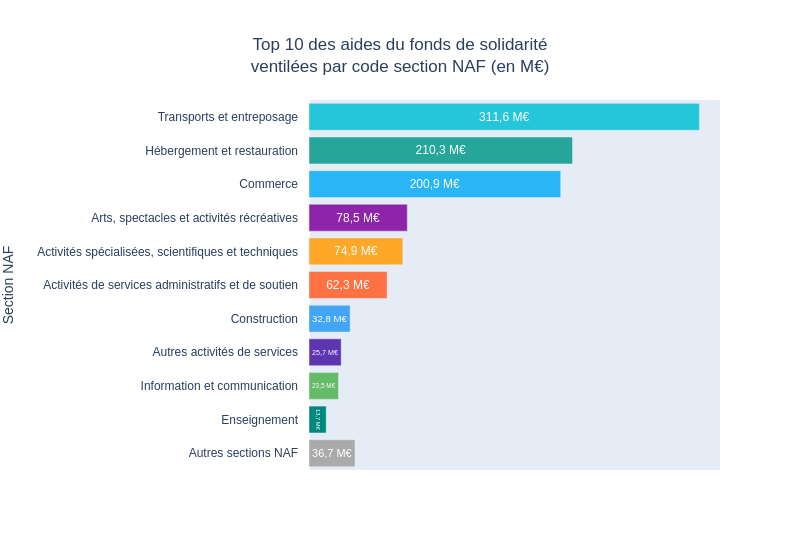 Top 10 des aides du fonds de solidarité
ventilées par code section NAF (en M€)
Section NAF
Transports et entreposage 311,6 M€
Hébergement et restauration 210,3 M€
Commerce 200,9 M€
Arts, spectacles et activités récréatives 78,5 M€
Activités spécialisées, scientifiques et techniques 74,9 M€
Activités de services administratifs et de soutien 62,3 M€
Construction 32,8 M€
Autres activités de services 25,7 M€
Information et communication 23,5 M€
Enseignement 13,7 M€
Autres sections NAF 36,7 M€